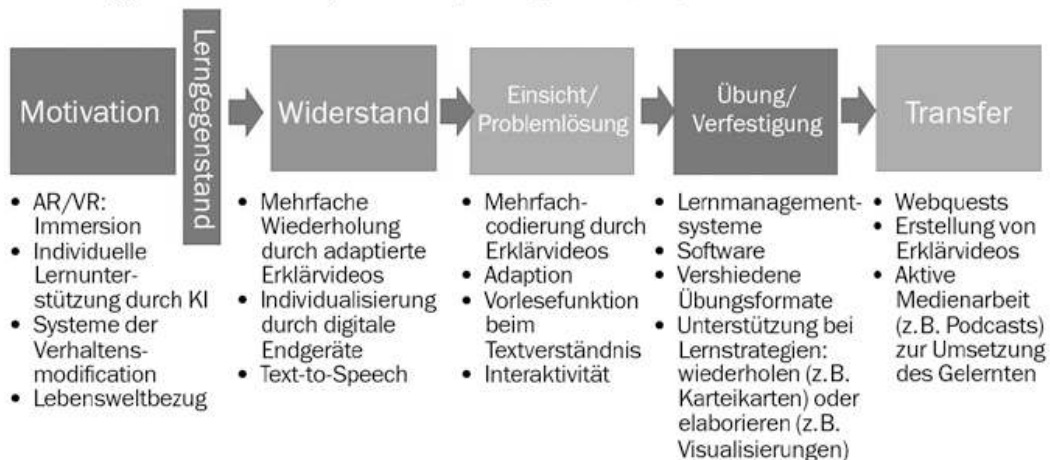 Motivation
Lerngegenstand
Widerstand
Einsicht/
Problemlösung
Übung/
Verfestigung
Transfer
• AR/VR:
Immersion
• Individuelle
Lernunter-
stützung durch KI
• Systeme der
Verhaltens-
modification
• Lebensweltbezug
• Mehrfache
Wiederholung
durch adaptierte
Erklärvideos
• Individualisierung
durch digitale
Endgeräte
• Text-to-Speech
• Mehrfach-
codierung durch
Erklärvideos
• Adaption
• Vorlesefunktion
beim
Textverständnis
• Interaktivität
• Lernmanagement-
systeme
• Software
• Vershiedene
Übungsformate
• Unterstützung bei
Lernstrategien:
wiederholen (z.B.
Karteikarten) oder
elaborieren (z.B.
Visualisierungen)
• Webquests
• Erstellung von
Erklärvideos
• Aktive
Medienarbeit
(z.B. Podcasts)
zur Umsetzung
des Gelernten